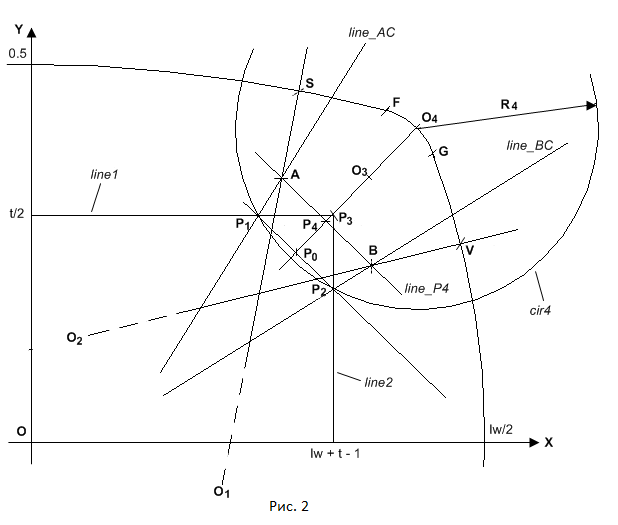 Y
line_AC
0.5
S
F
O4
R4
G
line_BC
O3
line1
A
t/2
P1
P4
P3
P0
B
V
P2
line_P4
cir4
O2
line2
O
lw/2
X
lw + t - 1
O1
Рис. 2